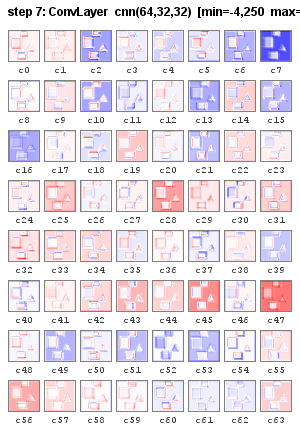 step 7: ConvLayer cnn(64,32,32) [min=-4,250 max=
c0 c1 c2 c3 c4 c5 c6 c7
c8 c9 c10 c11 c12 c13 c14 c15
c16 c17 c18 c19 c20 c21 c22 c23
c24 c25 c26 c27 c28 c29 c30 c31
c32 c33 c34 c35 c36 c37 c38 c39
c40 c41 c42 c43 c44 c45 c46 c47
c48 c49 c50 c51 c52 c53 c54 c55
c56 c57 c58 c59 c60 c61 c62 c63